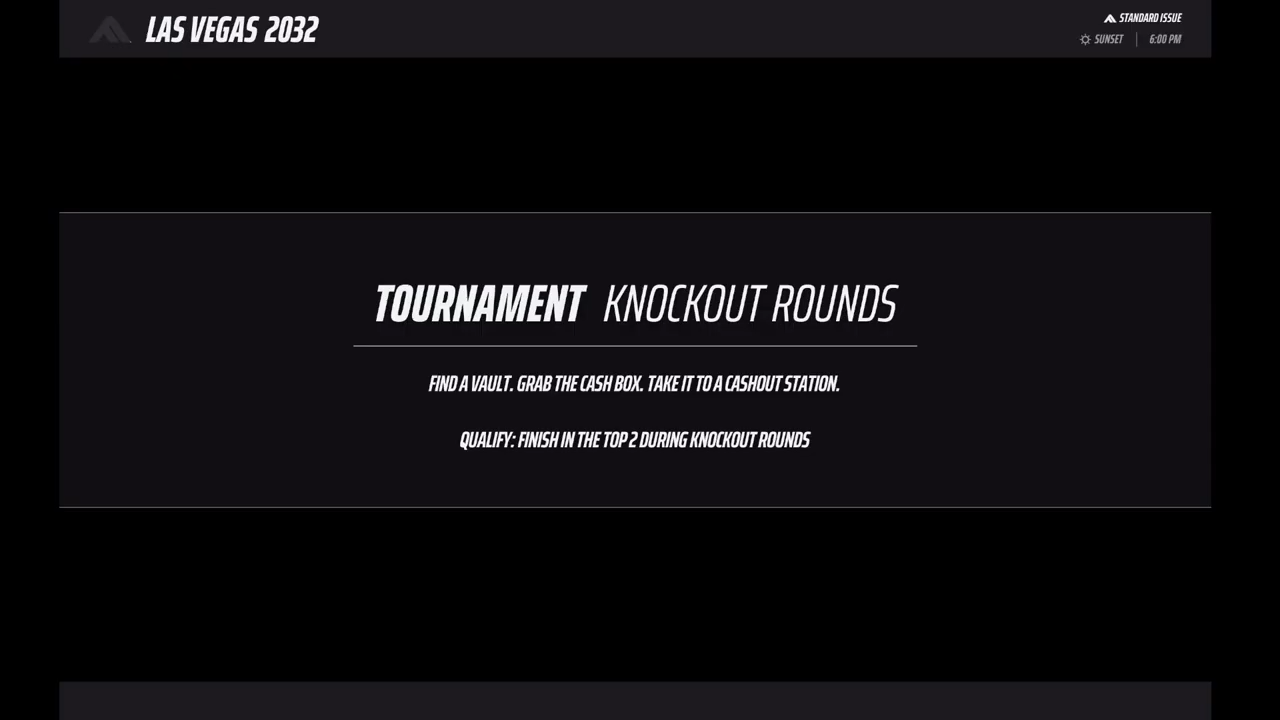 LAS VEGAS 2032
STANDARD ISSUE
SUNSET | 6:00 PM
TOURNAMENT KNOCKOUT ROUNDS
FIND A VAULT. GRAB THE CASH BOX. TAKE IT TO A CASHOUT STATION.
QUALIFY: FINISH IN THE TOP 2 DURING KNOCKOUT ROUNDS